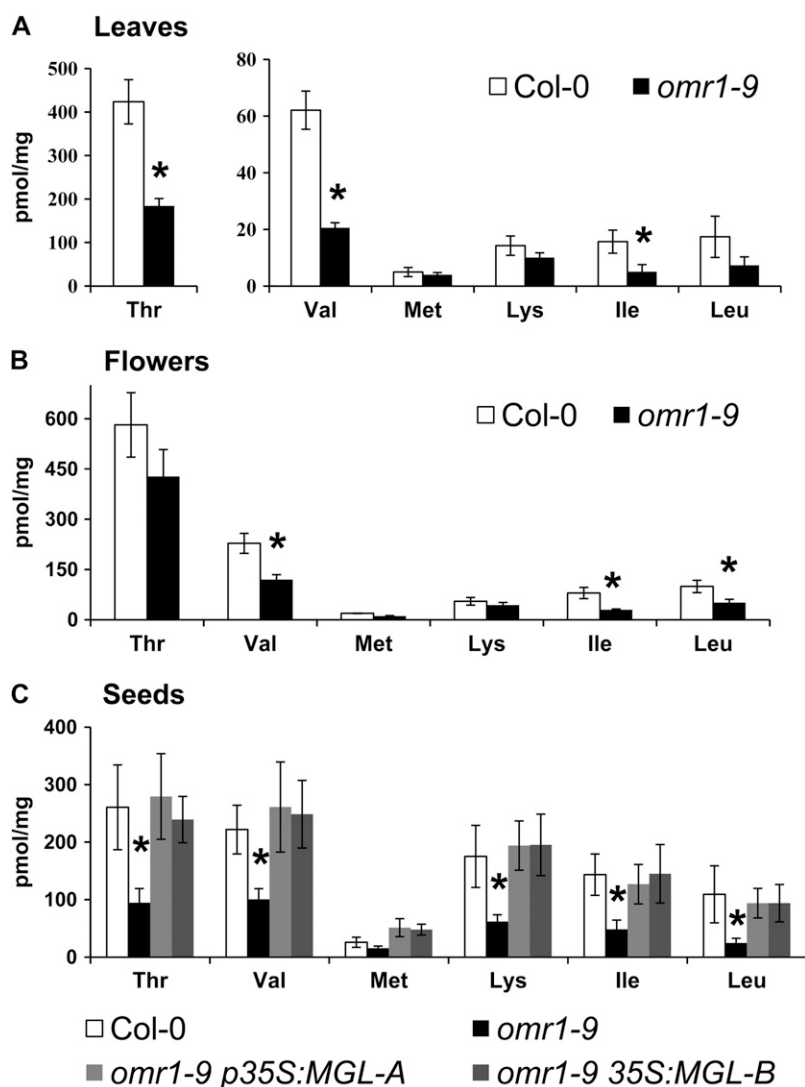 A Leaves
500
400
300
200
100
0
pmol/mg
*
Thr
80
60
40
20
0
Col-0 omr1-9
* *
Val Met Lys Ile Leu
B Flowers
600
450
300
150
0
pmol/mg
Col-0 omr1-9
* * *
Thr Val Met Lys Ile Leu
C Seeds
400
300
200
100
0
pmol/mg
* * * * *
Thr Val Met Lys Ile Leu
Col-0 omr1-9
omr1-9 p35S:MGL-A omr1-9 35S:MGL-B